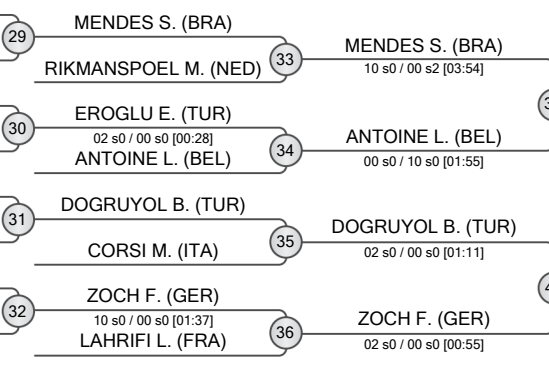 29
MENDES S. (BRA)
RIKMANSPOEL M. (NED)
33
MENDES S. (BRA)
10 s0 / 00 s2 [03:54]
30
EROGLU E. (TUR)
02 s0 / 00 s0 [00:28]
ANTOINE L. (BEL)
34
ANTOINE L. (BEL)
00 s0 / 10 s0 [01:55]
31
DOGRUYOL B. (TUR)
CORSI M. (ITA)
35
DOGRUYOL B. (TUR)
02 s0 / 00 s0 [01:11]
32
ZOCH F. (GER)
10 s0 / 00 s0 [01:37]
LAHRIFI L. (FRA)
36
ZOCH F. (GER)
02 s0 / 00 s0 [00:55]